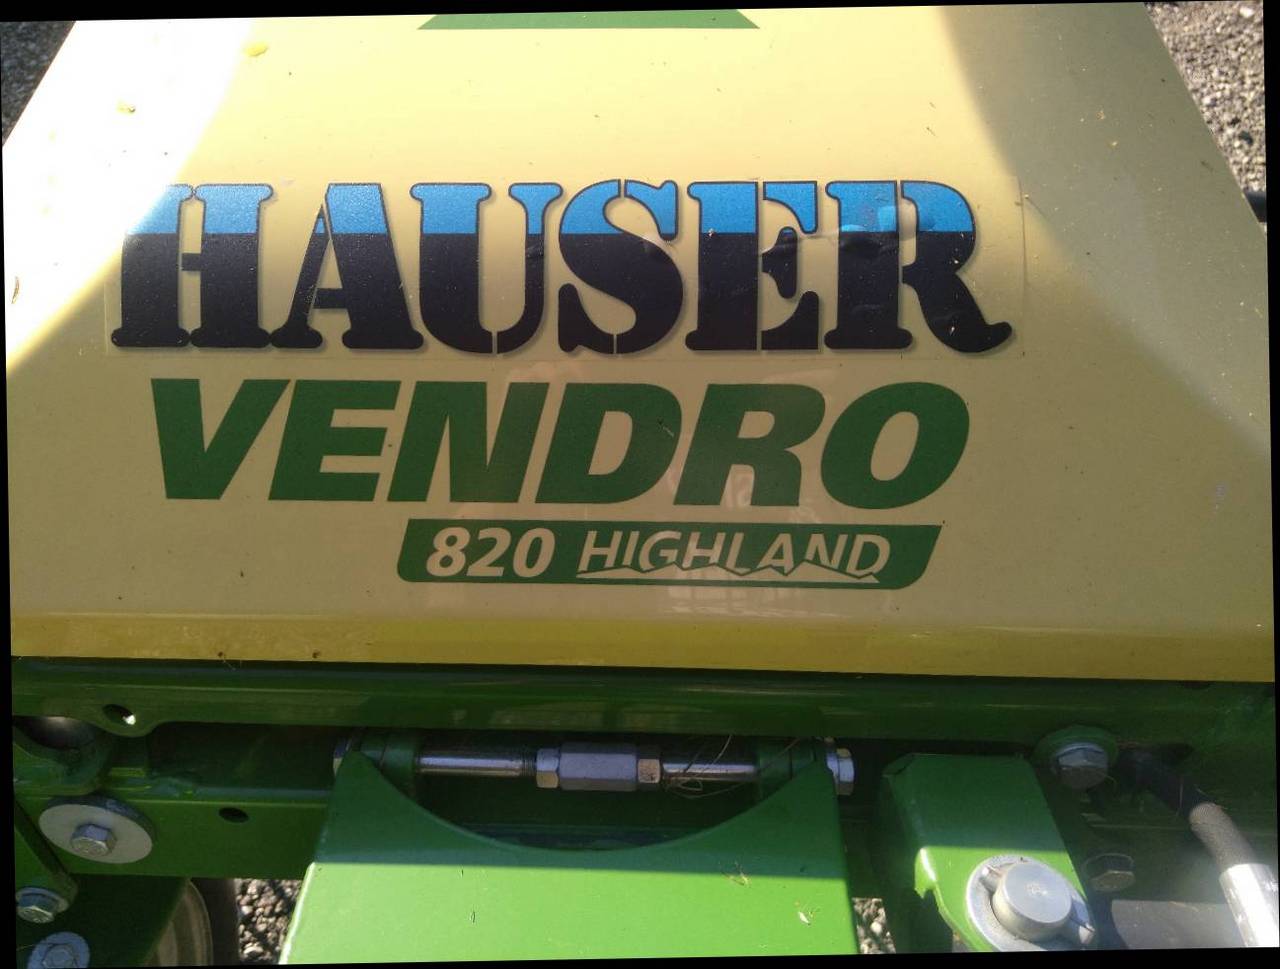 HAUSER
VENDRO
820 HIGHLAND